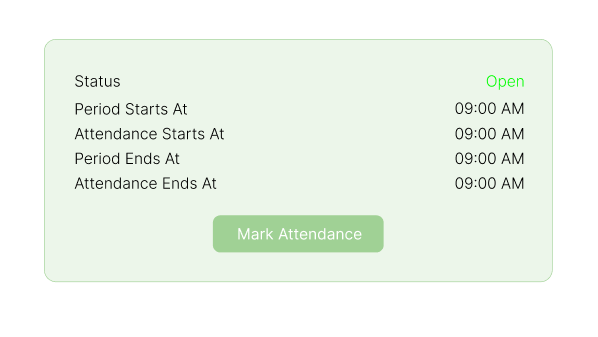 Status Open
Period Starts At 09:00 AM
Attendance Starts At 09:00 AM
Period Ends At 09:00 AM
Attendance Ends At 09:00 AM
Mark Attendance